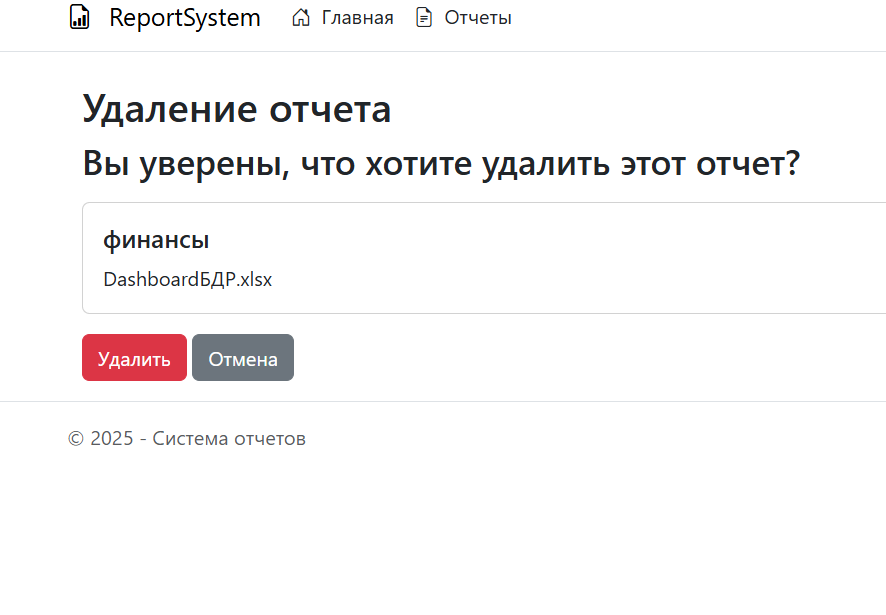 ReportSystem Главная Отчеты
Удаление отчета
Вы уверены, что хотите удалить этот отчет?
финансы
DashboardБДР.xlsx
Удалить Отмена
© 2025 - Система отчетов